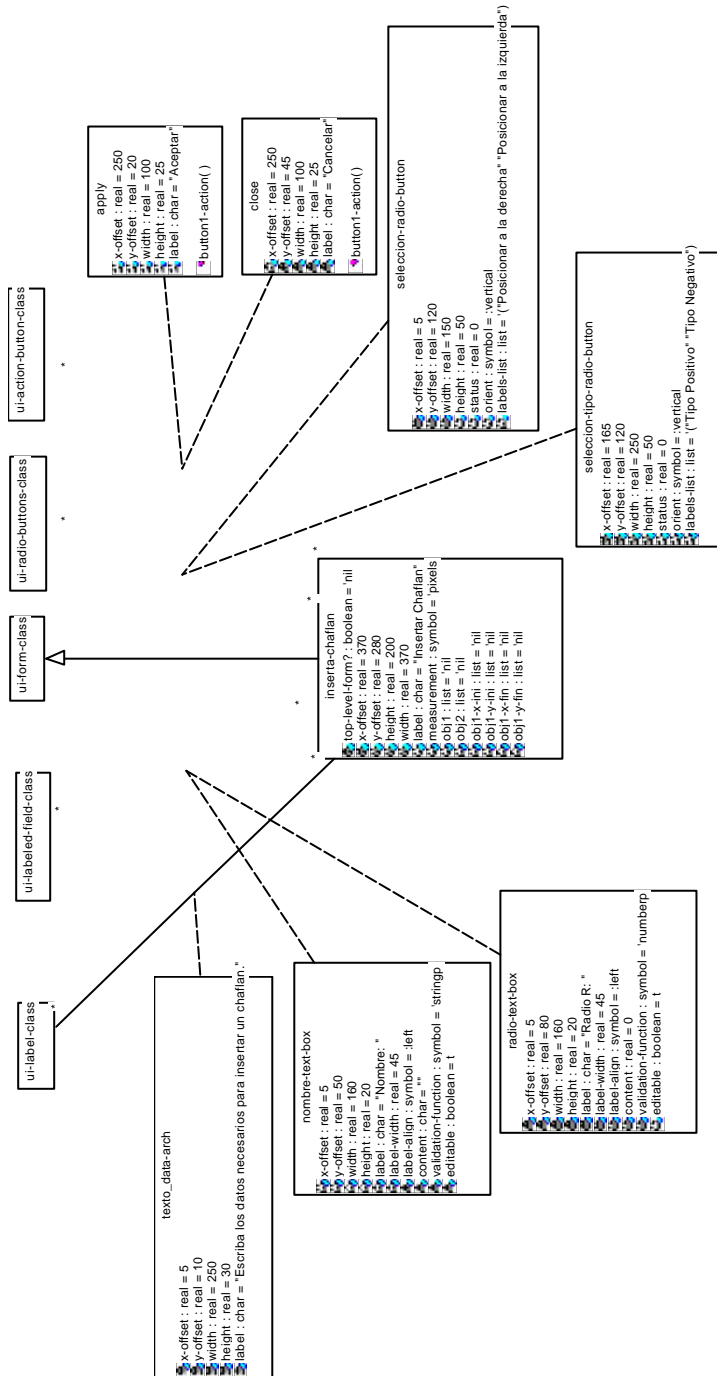 ui-label-class
*
ui-labeled-field-class
*
ui-form-class
ui-radio-buttons-class
*
ui-action-button-class
*
texto_data-arch
x-offset : real = 5
y-offset : real = 10
width : real = 250
height : real = 30
label : char = "Escriba los datos necesarios para insertar un chaflan."
nombre-text-box
x-offset : real = 5
y-offset : real = 50
width : real = 160
height : real = 20
label : char = "Nombre: "
label-width : real = 45
label-align : symbol = :left
content : char = ""
validation-function : symbol = 'stringp
editable : boolean = t
radio-text-box
x-offset : real = 5
y-offset : real = 80
width : real = 160
height : real = 20
label : char = "Radio R: "
label-width : real = 45
label-align : symbol = :left
content : real = 0
validation-function : symbol = 'numberp
editable : boolean = t
*
*
*
*
inserta-chaflan
top-level-form? : boolean = 'nil
x-offset : real = 370
y-offset : real = 280
height : real = 200
width : real = 370
label : char = "Insertar Chaflan"
measurement : symbol = 'pixels
obj1 : list = 'nil
obj2 : list = 'nil
obj1-x-ini : list = 'nil
obj1-y-ini : list = 'nil
obj1-x-fin : list = 'nil
obj1-y-fin : list = 'nil
apply
x-offset : real = 250
y-offset : real = 20
width : real = 100
height : real = 25
label : char = "Aceptar"
button1-action( )
close
x-offset : real = 250
y-offset : real = 45
width : real = 100
height : real = 25
label : char = "Cancelar"
button1-action( )
seleccion-radio-button
x-offset : real = 5
y-offset : real = 120
width : real = 150
height : real = 50
status : real = 0
orient : symbol = :vertical
labels-list : list = '("Posicionar a la derecha" "Posicionar a la izquierda")
seleccion-tipo-radio-button
x-offset : real = 165
y-offset : real = 120
width : real = 250
height : real = 50
status : real = 0
orient : symbol = :vertical
labels-list : list = '("Tipo Positivo" "Tipo Negativo")